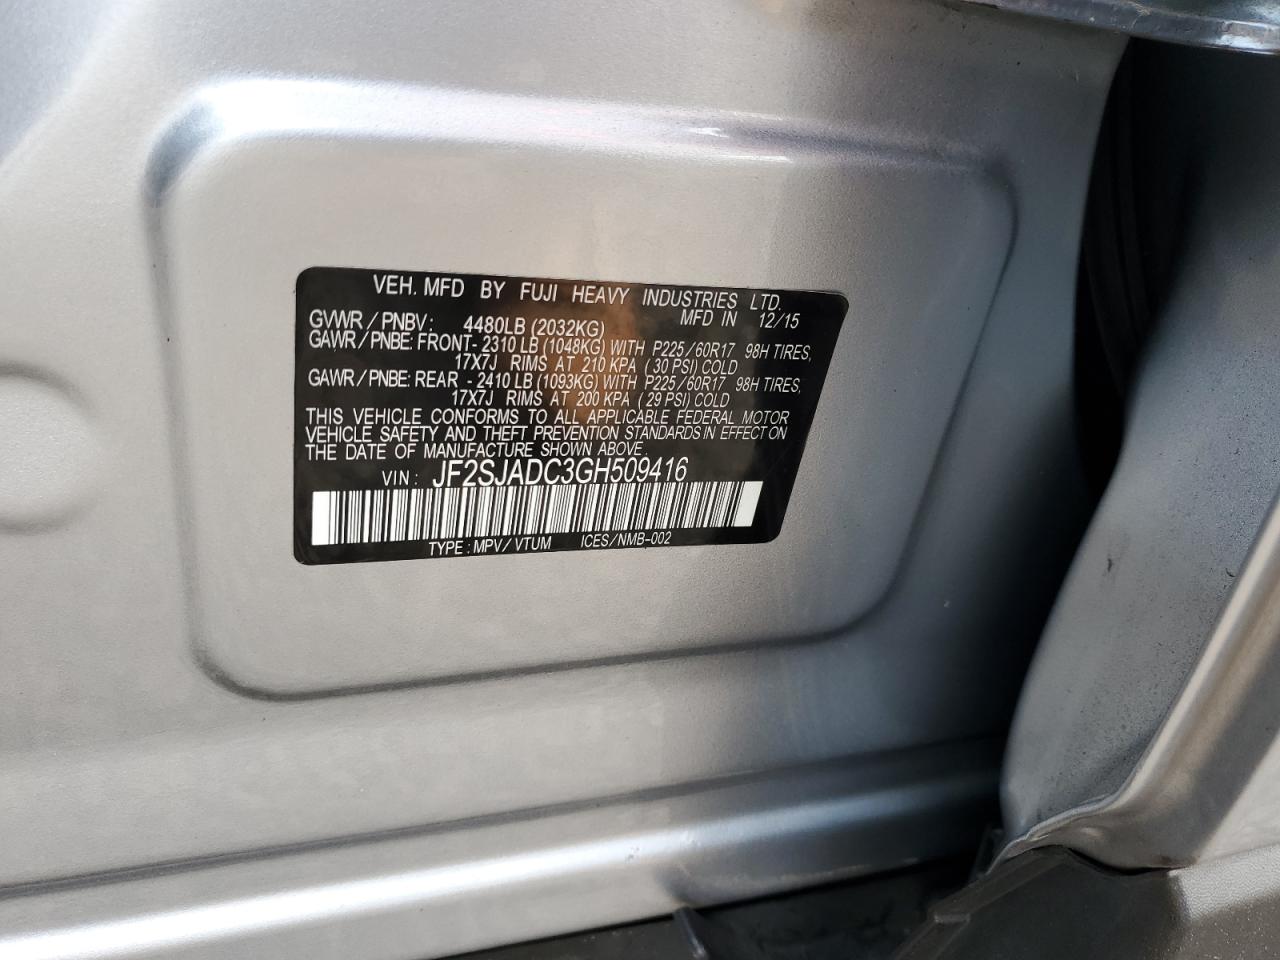 VEH. MFD BY FUJI HEAVY INDUSTRIES LTD.
MFD IN 12/15
GVWR / PNBV: 4480LB (2032KG)
GAWR / PNBE: FRONT- 2310 LB (1048KG) WITH P225/60R17 98H TIRES,
17X7J RIMS AT 210 KPA ( 30 PSI) COLD
GAWR / PNBE: REAR - 2410 LB (1093KG) WITH P225/60R17 98H TIRES,
17X7J RIMS AT 200 KPA ( 29 PSI) COLD
THIS VEHICLE CONFORMS TO ALL APPLICABLE FEDERAL MOTOR
VEHICLE SAFETY AND THEFT PREVENTION STANDARDS IN EFFECT ON
THE DATE OF MANUFACTURE SHOWN ABOVE.
VIN: JF2SJADC3GH509416
TYPE : MPV/ VTUM ICES/NMB-002